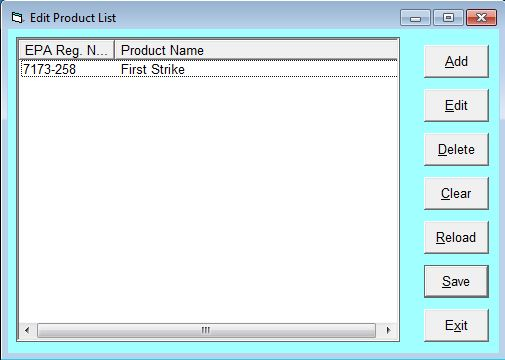 Edit Product List
EPA Reg. N... Product Name
7173-258 First Strike
Add
Edit
Delete
Clear
Reload
Save
Exit